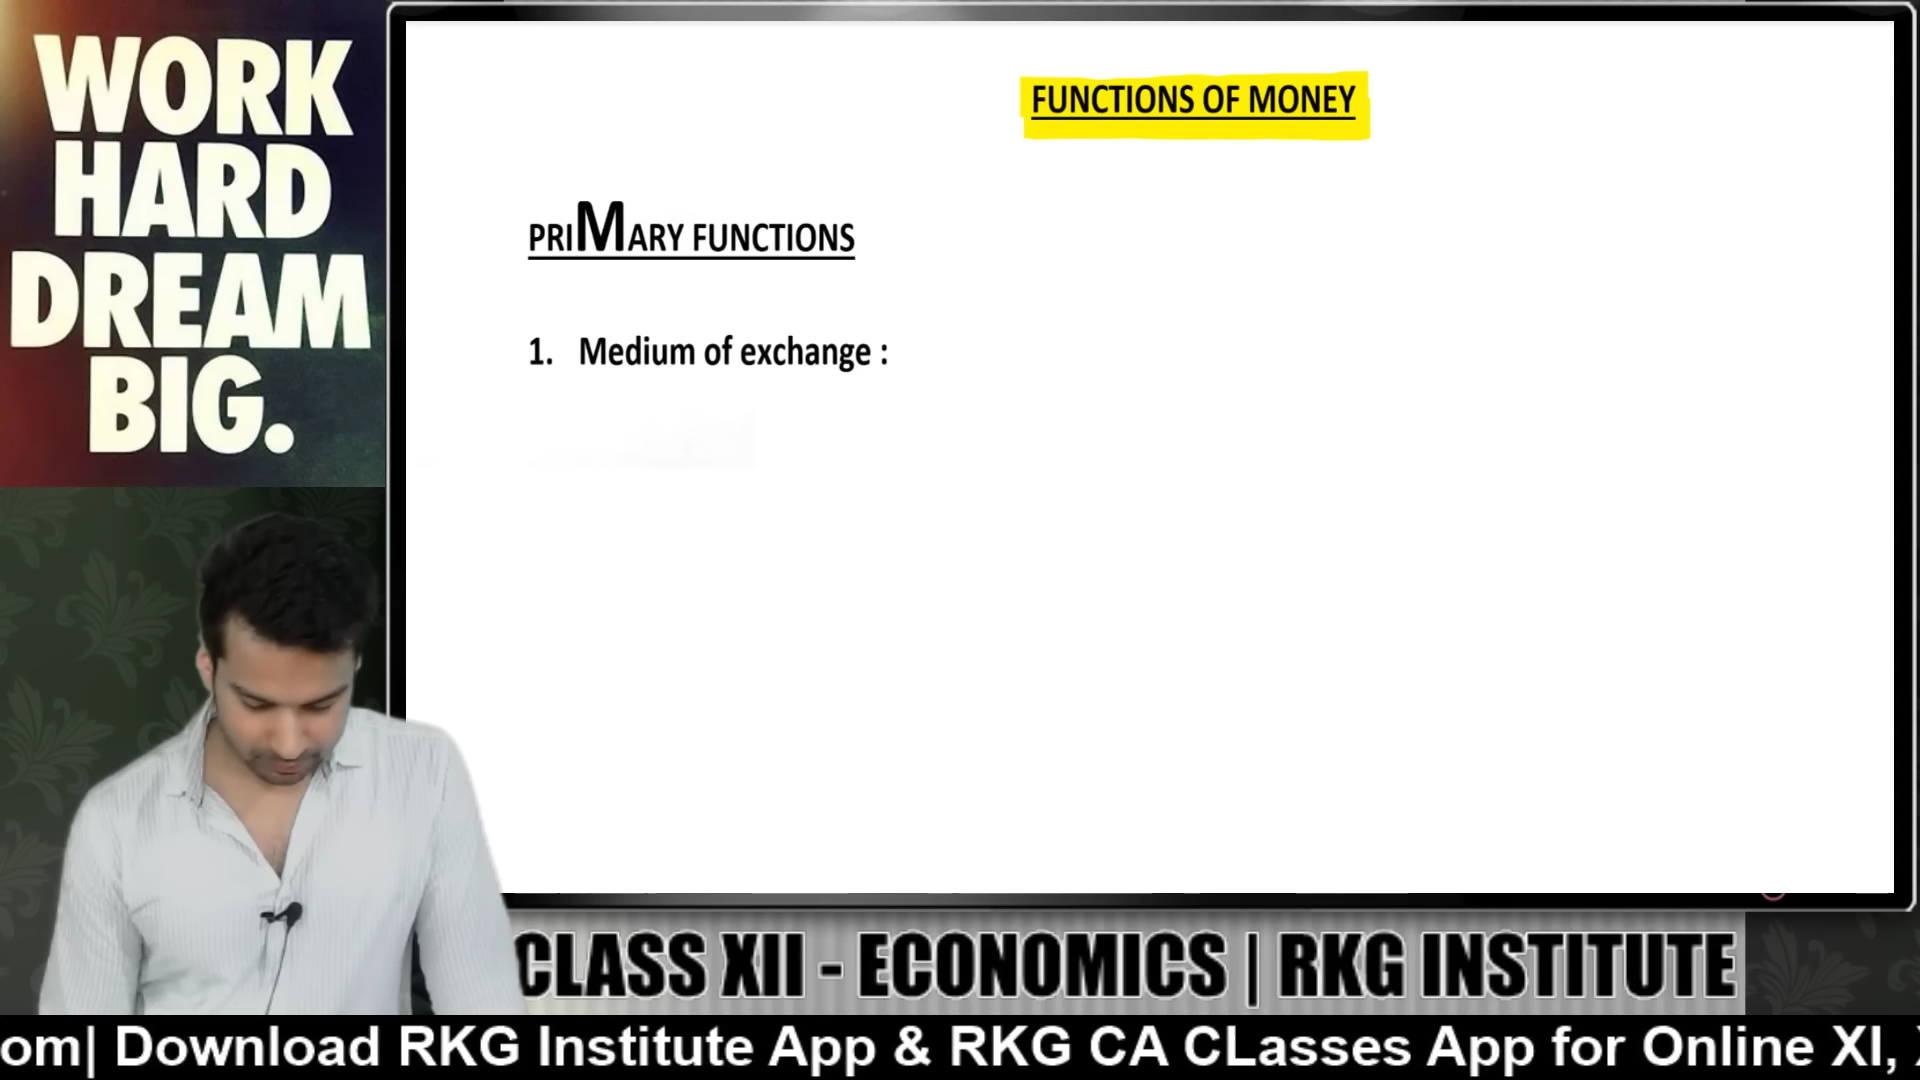 WORK
HARD
DREAM
BIG.
FUNCTIONS OF MONEY
PRIMARY FUNCTIONS
1. Medium of exchange :
CLASS XII - ECONOMICS | RKG INSTITUTE
om| Download RKG Institute App & RKG CA CLasses App for Online XI,